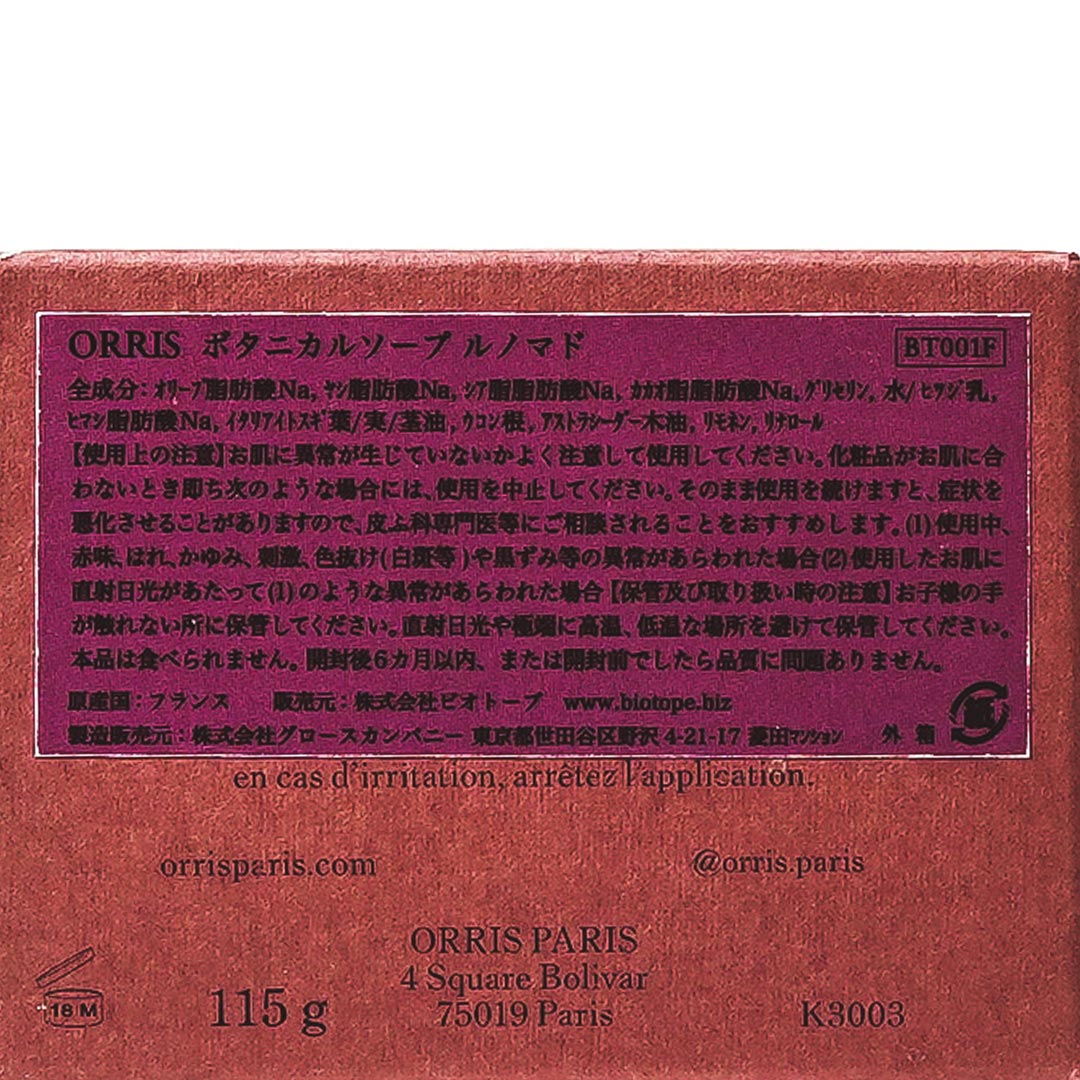 ORRIS ボタニカルソープ ルノマド
BT001F
全成分：オリーブ脂肪酸Na, ヤシ脂肪酸Na, シア脂脂肪酸Na, カカオ脂脂肪酸Na, グリセリン, 水/ヒツジ乳,
ヒマシ脂肪酸Na, イタリアイトスギ葉/実/茎油, ウコン根, アストラシーダー木油, リモネン, リナロール
【使用上の注意】お肌に異常が生じていないかよく注意して使用してください。化粧品がお肌に合
わないとき即ち次のような場合には、使用を中止してください。そのまま使用を続けますと、症状を
悪化させることがありますので、皮ふ科専門医等にご相談されることをおすすめします。(1)使用中、
赤味、はれ、かゆみ、刺激、色抜け(白斑等)や黒ずみ等の異常があらわれた場合(2)使用したお肌に
直射日光があたって(1)のような異常があらわれた場合【保管及び取り扱い時の注意】お子様の手
が触れない所に保管してください。直射日光や極端に高温、低温な場所を避けて保管してください。
本品は食べられません。開封後6カ月以内、または開封前でしたら品質に問題ありません。
原産国：フランス 販売元：株式会社ビオトープ www.biotope.biz
製造販売元：株式会社グロースカンパニー 東京都世田谷区野沢4-21-17 菱田マンション 外箱
紙
en cas d'irritation, arrêtez l'application.
orrisparis.com
@orris.paris
ORRIS PARIS
4 Square Bolivar
75019 Paris
18 M
115 g
K3003